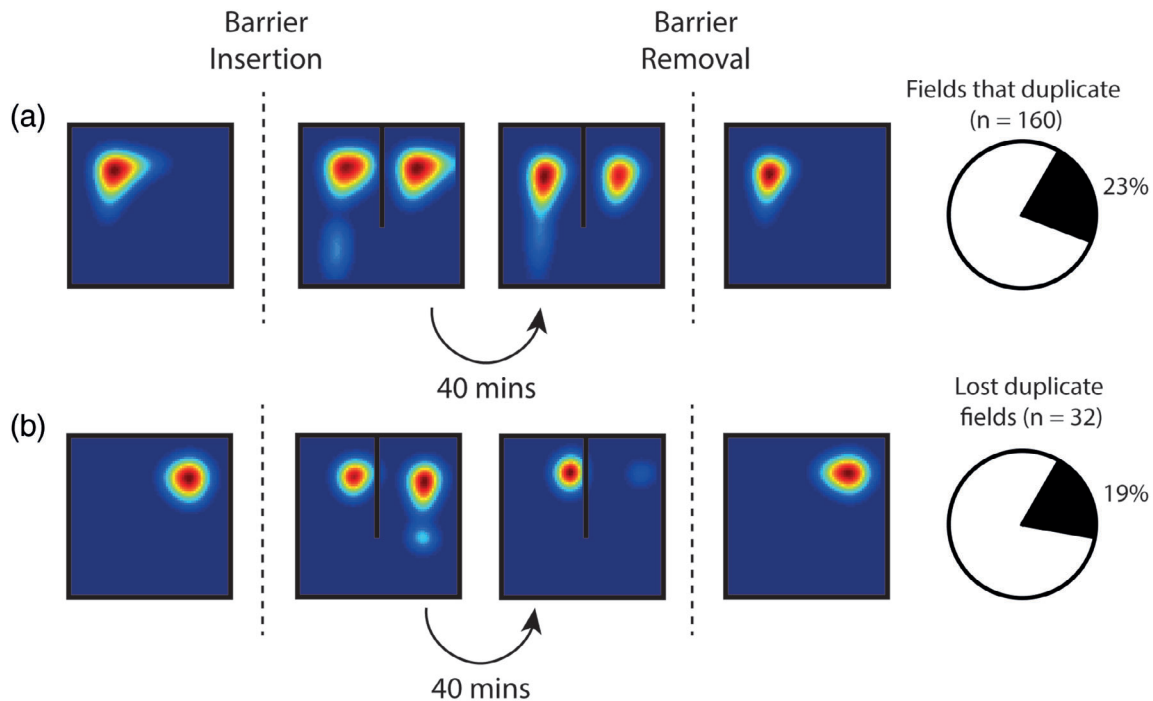 Barrier
Insertion
Barrier
Removal
(a)
Fields that duplicate
(n = 160)
23%
40 mins
(b)
Lost duplicate
fields (n = 32)
19%
40 mins